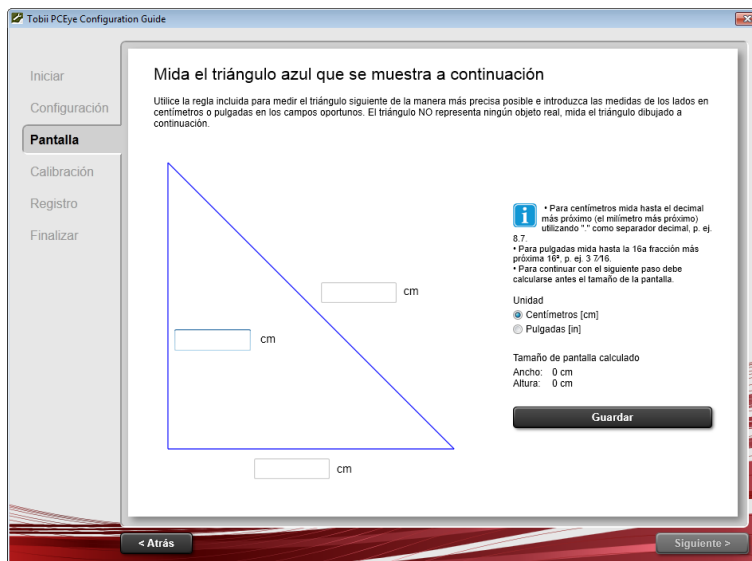 Tobii PCEye Configuration Guide
Iniciar
Configuración
Pantalla
Calibración
Registro
Finalizar
Mida el triángulo azul que se muestra a continuación
Utilice la regla incluida para medir el triángulo siguiente de la manera más precisa posible e introduzca las medidas de los lados en
centímetros o pulgadas en los campos oportunos. El triángulo NO representa ningún objeto real, mida el triángulo dibujado a
continuación.
cm
cm
cm
• Para centímetros mida hasta el decimal
más próximo (el milímetro más próximo)
utilizando "." como separador decimal, p. ej.
8.7.
• Para pulgadas mida hasta la 16a fracción más
próxima 16ª, p. ej. 3 7/16.
• Para continuar con el siguiente paso debe
calcularse antes el tamaño de la pantalla.
Unidad
Centímetros [cm]
Pulgadas [in]
Tamaño de pantalla calculado
Ancho: 0 cm
Altura: 0 cm
Guardar
< Atrás
Siguiente >